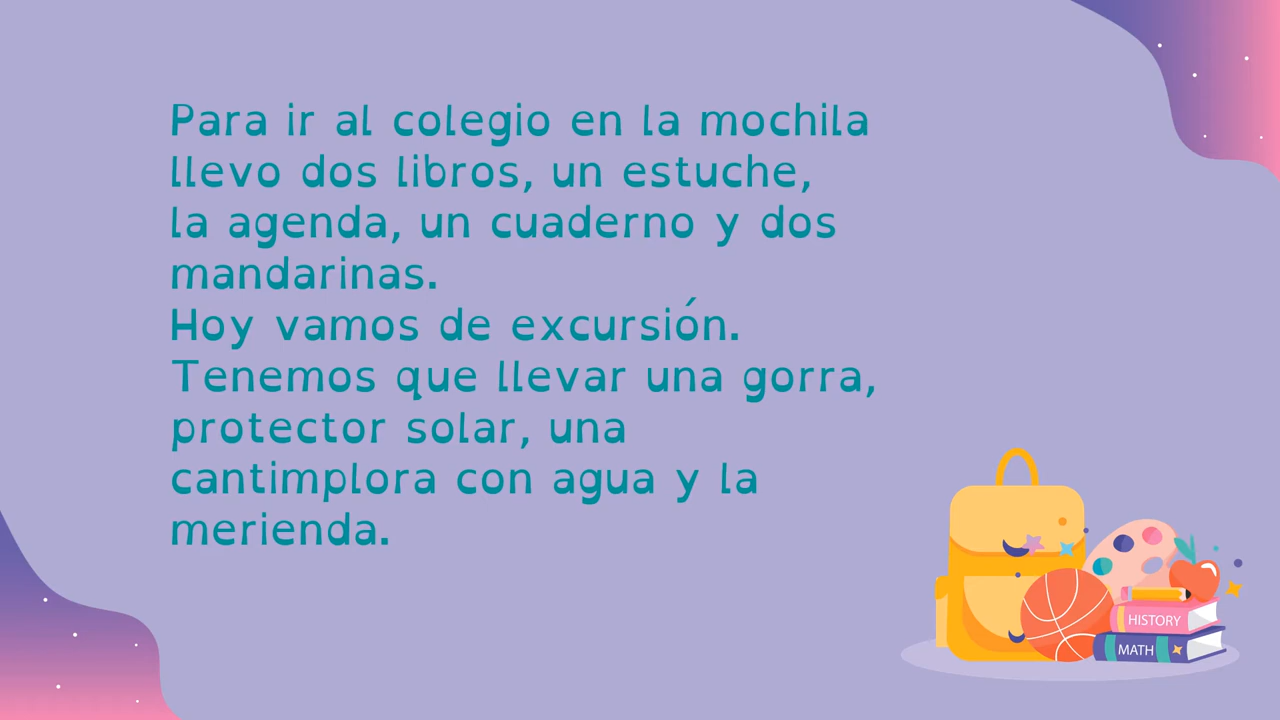 Para ir al colegio en la mochila
llevo dos libros, un estuche,
la agenda, un cuaderno y dos
mandarinas.
Hoy vamos de excursión.
Tenemos que llevar una gorra,
protector solar, una
cantimplora con agua y la
merienda.
HISTORY
MATH